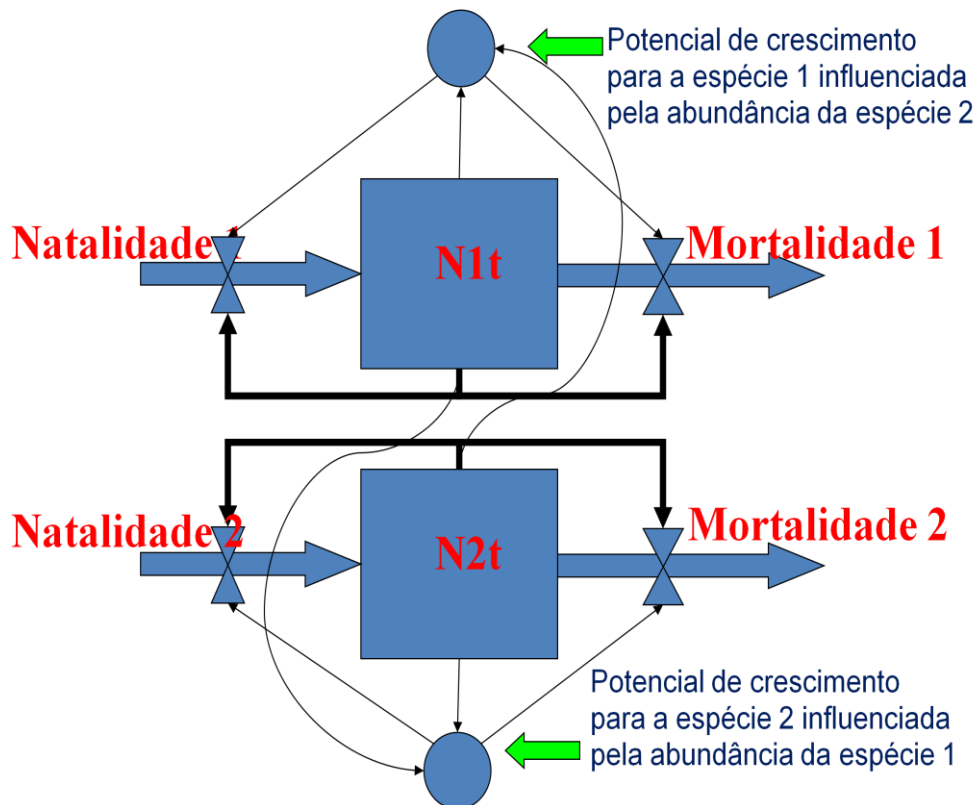 Potencial de crescimento
para a espécie 1 influenciada
pela abundância da espécie 2
Natalidade 1
N1t
Mortalidade 1
Natalidade 2
N2t
Mortalidade 2
Potencial de crescimento
para a espécie 2 influenciada
pela abundância da espécie 1